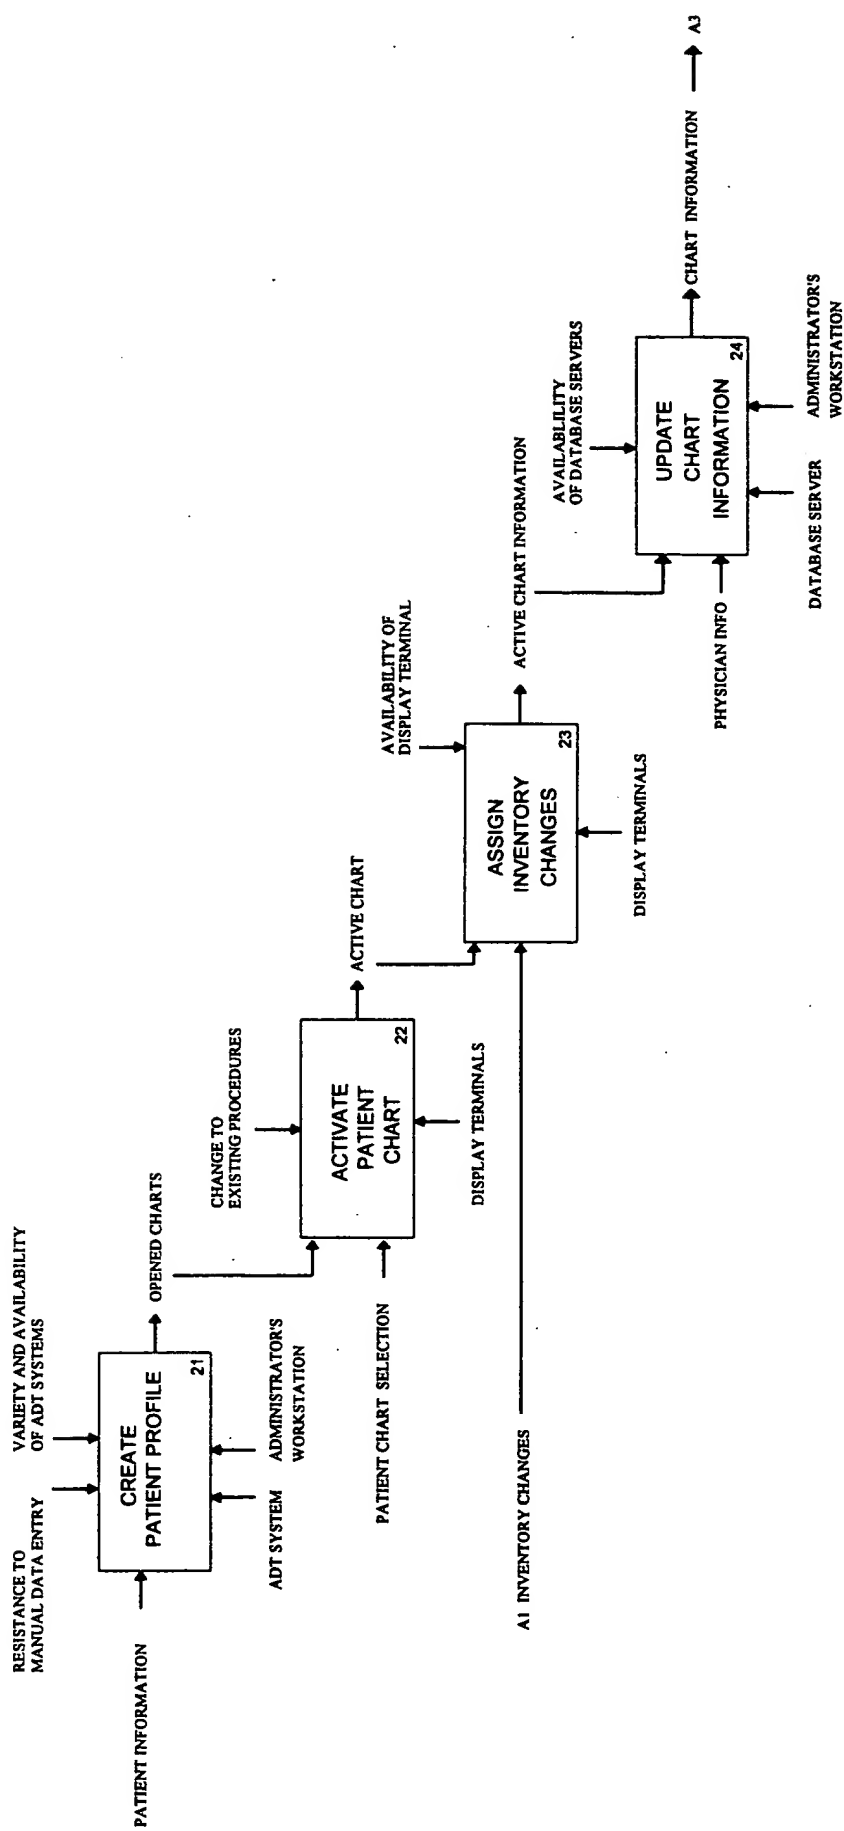 RESISTANCE TO
MANUAL DATA ENTRY
VARIETY AND AVAILABILITY
OF ADT SYSTEMS
PATIENT INFORMATION
CREATE
PATIENT PROFILE
21
OPENED CHARTS
ADT SYSTEM
ADMINISTRATOR'S
WORKSTATION
CHANGE TO
EXISTING PROCEDURES
PATIENT CHART SELECTION
ACTIVATE
PATIENT
CHART
22
ACTIVE CHART
DISPLAY TERMINALS
AVAILABILITY OF
DISPLAY TERMINAL
A1 INVENTORY CHANGES
ASSIGN
INVENTORY
CHANGES
23
ACTIVE CHART INFORMATION
DISPLAY TERMINALS
AVAILABLILITY
OF DATABASE SERVERS
PHYSICIAN INFO
UPDATE
CHART
INFORMATION
24
CHART INFORMATION
A3
DATABASE SERVER
ADMINISTRATOR'S
WORKSTATION